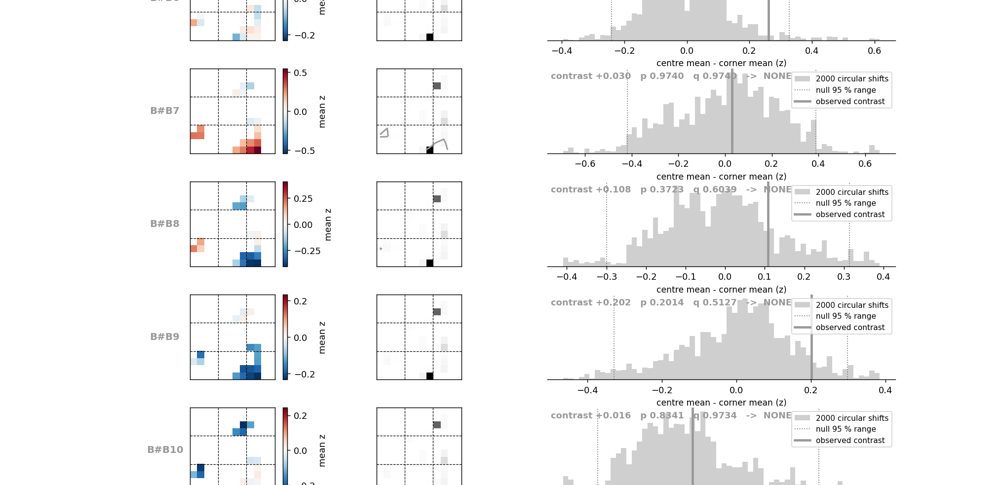 −0.2
−0.4 −0.2 0.0 0.2 0.4 0.6
centre mean - corner mean (z)
B#B7
0.5
0.0
−0.5
mean z
contrast +0.030 p 0.9740 q 0.9740 -> NONE
2000 circular shifts
null 95 % range
observed contrast
−0.6 −0.4 −0.2 0.0 0.2 0.4 0.6
centre mean - corner mean (z)
B#B8
0.25
0.00
−0.25
mean z
contrast +0.108 p 0.3723 q 0.6039 -> NONE
2000 circular shifts
null 95 % range
observed contrast
−0.4 −0.3 −0.2 −0.1 0.0 0.1 0.2 0.3 0.4
centre mean - corner mean (z)
B#B9
0.2
0.0
−0.2
mean z
contrast +0.202 p 0.2014 q 0.5127 -> NONE
2000 circular shifts
null 95 % range
observed contrast
−0.4 −0.2 0.0 0.2 0.4
centre mean - corner mean (z)
B#B10
0.2
0.0
mean z
contrast +0.016 p 0.8341 q 0.9734 -> NONE
2000 circular shifts
null 95 % range
observed contrast